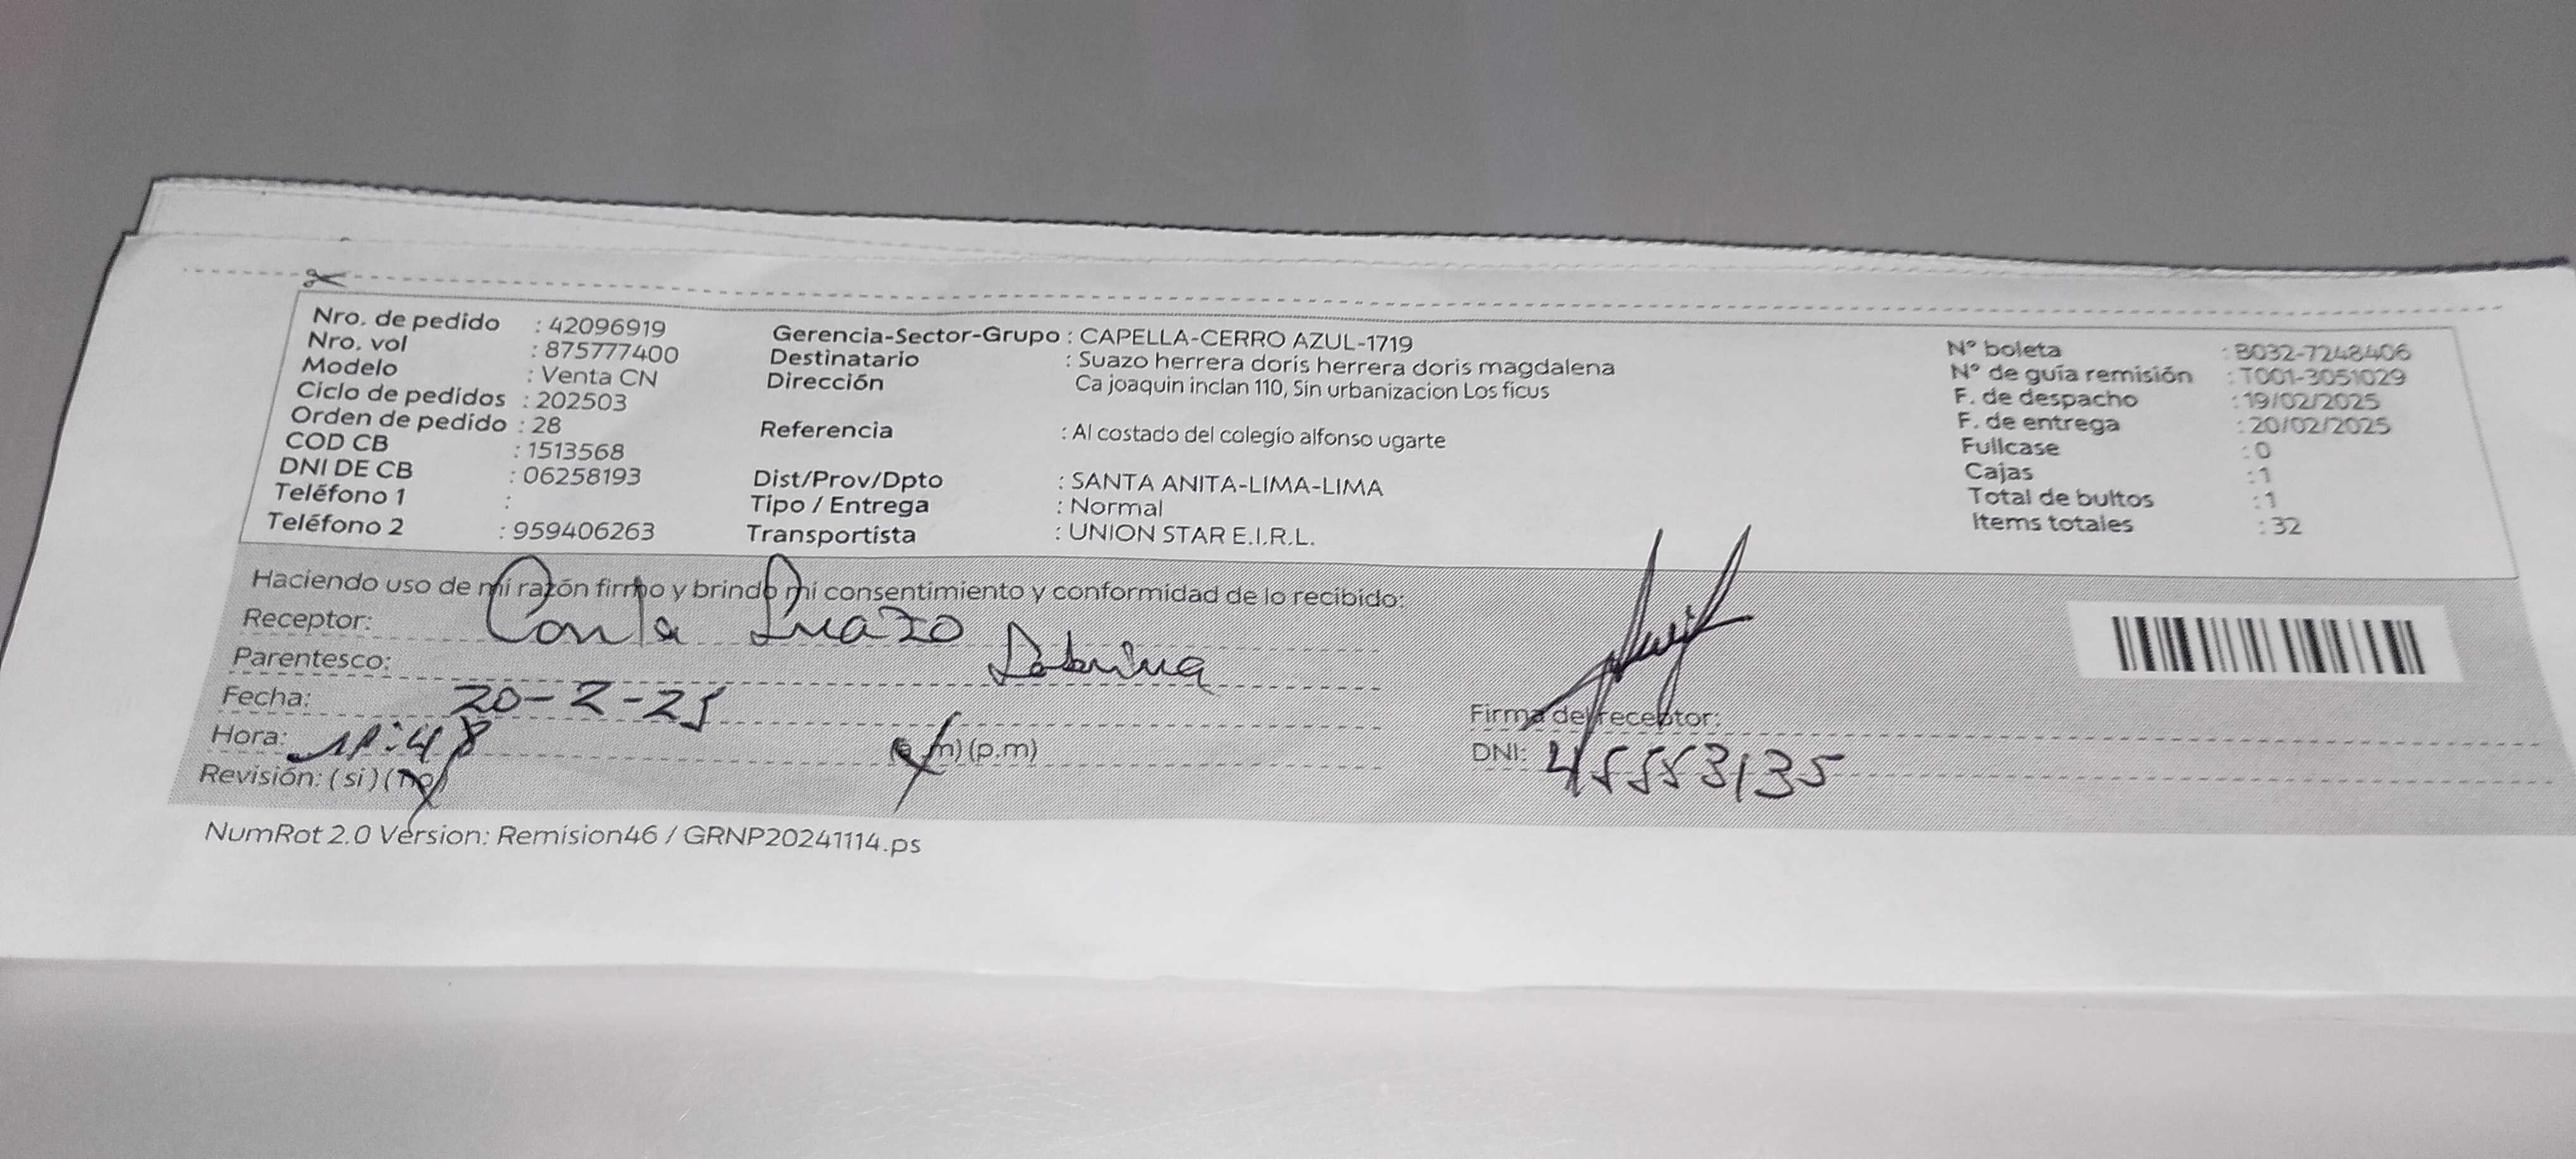 Nro. de pedido : 42096919
Nro. vol : 875777400
Modelo : Venta CN
Ciclo de pedidos : 202503
Orden de pedido : 28
COD CB : 1513568
DNI DE CB : 06258193
Teléfono 1 :
Teléfono 2 : 959406263
Gerencia-Sector-Grupo : CAPELLA-CERRO AZUL-1719
Destinatario : Suazo herrera doris herrera doris magdalena
Dirección Ca joaquin inclan 110, Sin urbanizacion Los ficus
Referencia : Al costado del colegio alfonso ugarte
Dist/Prov/Dpto : SANTA ANITA-LIMA-LIMA
Tipo / Entrega : Normal
Transportista : UNION STAR E.I.R.L.
N° boleta : B032-7248406
N° de guía remisión : T001-3051029
F. de despacho : 19/02/2025
F. de entrega : 20/02/2025
Fullcase : 0
Cajas : 1
Total de bultos : 1
Items totales : 32
Haciendo uso de mi razón firmo y brindo mi consentimiento y conformidad de lo recibido:
Receptor: Suazo
Parentesco:
Fecha: 20-2-25
Hora: :48 (a.m) (p.m)
Revisión: (si) (no)
Firma del receptor:
DNI: 45553135
NumRot 2.0 Version: Remision46 / GRNP20241114.ps